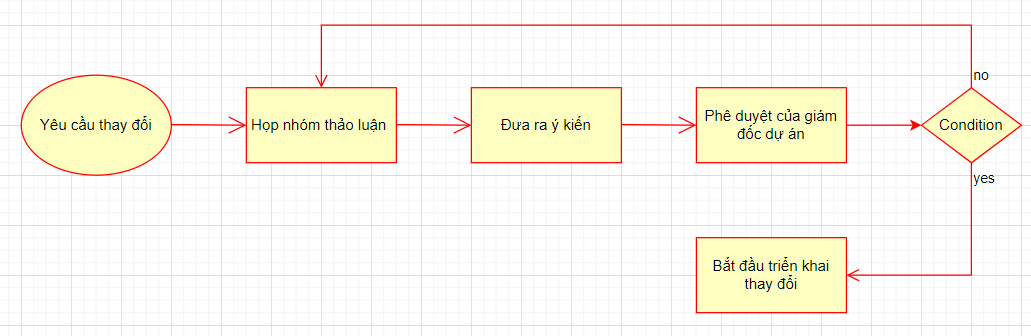 no
Yêu cầu thay đổi
Họp nhóm thảo luận
Đưa ra ý kiến
Phê duyệt của giám
đốc dự án
Condition
yes
Bắt đầu triển khai
thay đổi